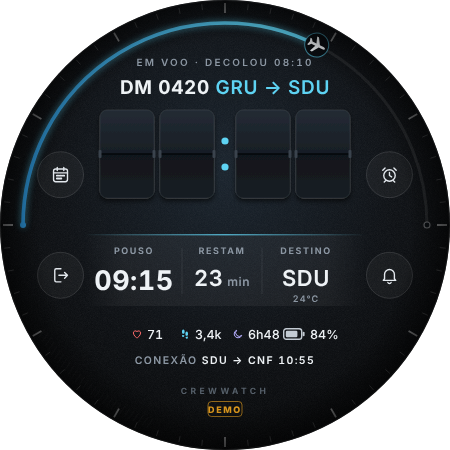 EM VOO · DECOLOU 08:10
DM 0420 GRU → SDU
POUSO RESTAM DESTINO
09:15 23 min SDU
24°C
71 3,4k 6h48 84%
CONEXÃO SDU → CNF 10:55
CREWWATCH
DEMO